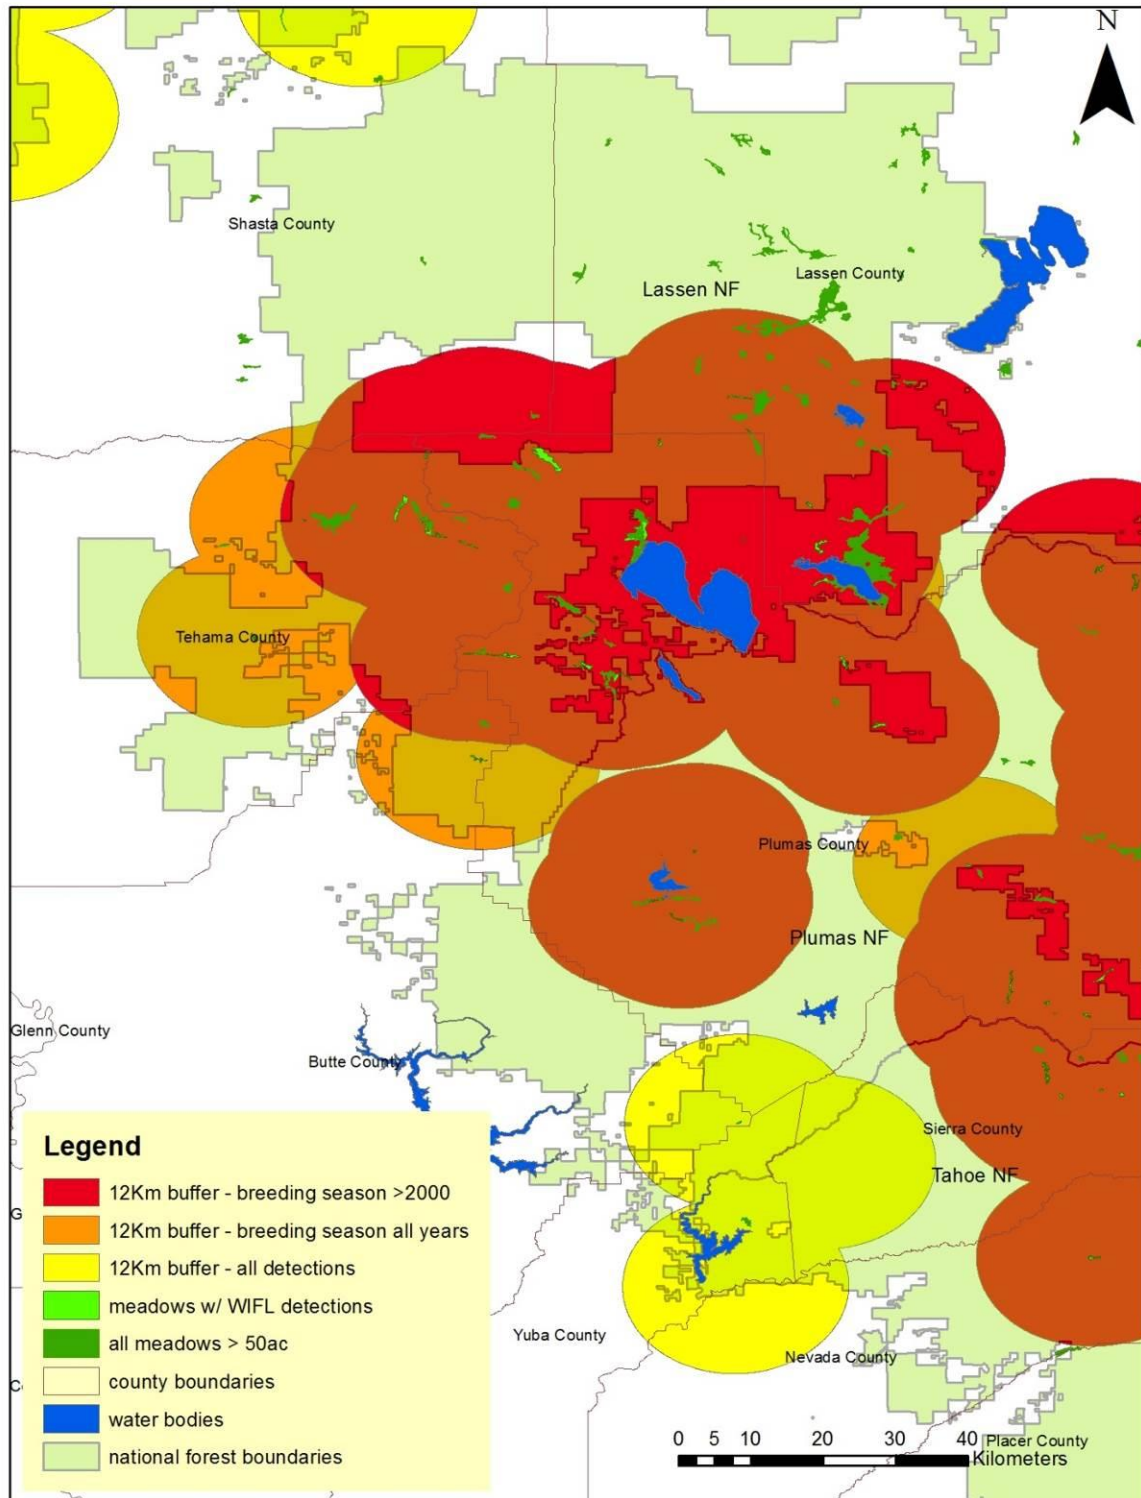 N
Shasta County
Lassen County
Lassen NF
Tehama County
Plumas County
Plumas NF
Glenn County
Butte County
Sierra County
Tahoe NF
Yuba County
Nevada County
Placer County
Legend
12Km buffer - breeding season >2000
12Km buffer - breeding season all years
12Km buffer - all detections
meadows w/ WIFL detections
all meadows > 50ac
county boundaries
water bodies
national forest boundaries
0 5 10 20 30 40
Kilometers